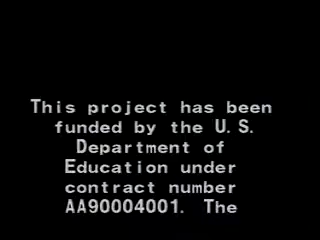 This project has been
funded by the U.S.
Department of
Education under
contract number
AA90004001. The